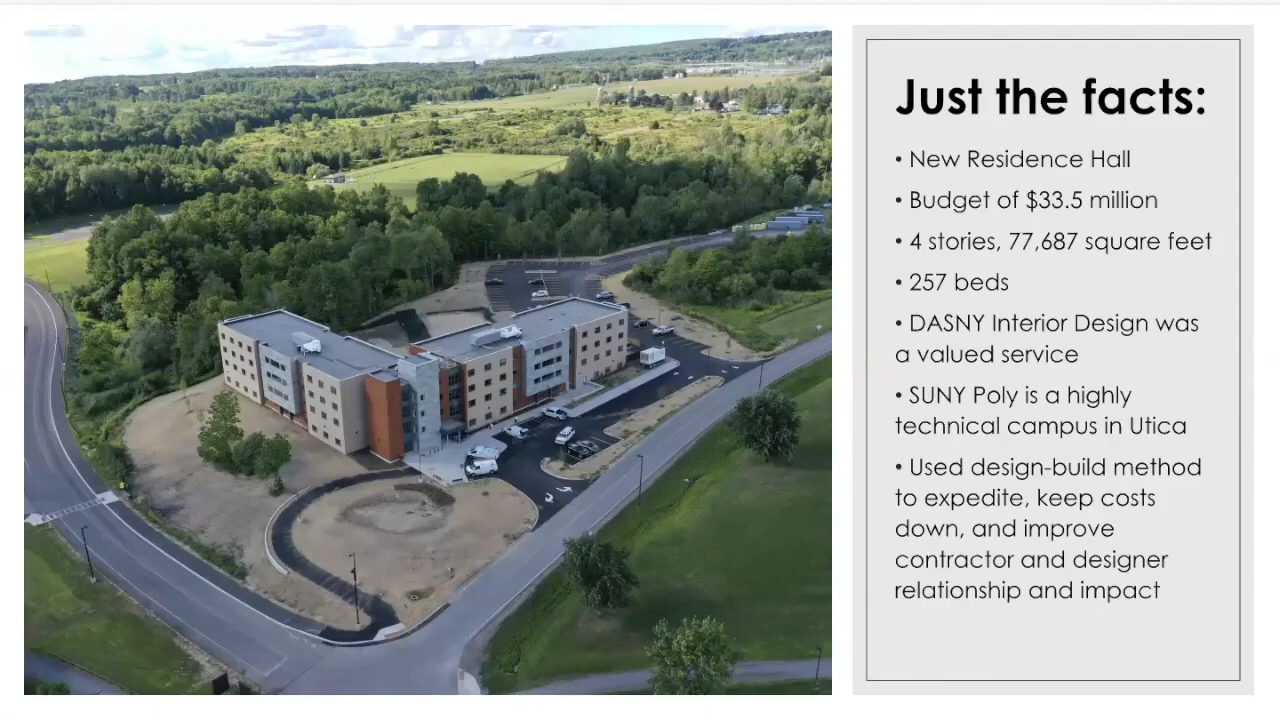 Just the facts:
• New Residence Hall
• Budget of $33.5 million
• 4 stories, 77,687 square feet
• 257 beds
• DASNY Interior Design was
a valued service
• SUNY Poly is a highly
technical campus in Utica
• Used design-build method
to expedite, keep costs
down, and improve
contractor and designer
relationship and impact